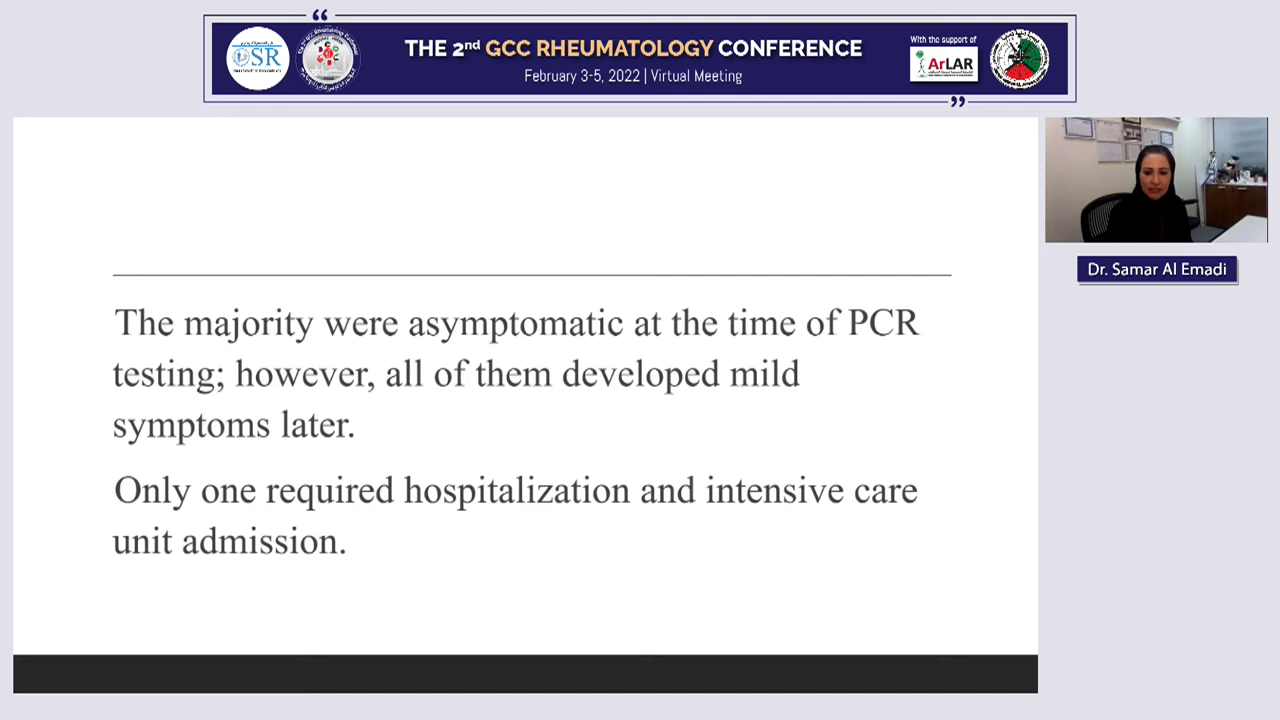 “
THE 2nd GCC RHEUMATOLOGY CONFERENCE
February 3-5, 2022 | Virtual Meeting
”
With the support of
ArLAR
SR
Dr. Samar Al Emadi
The majority were asymptomatic at the time of PCR
testing; however, all of them developed mild
symptoms later.
Only one required hospitalization and intensive care
unit admission.